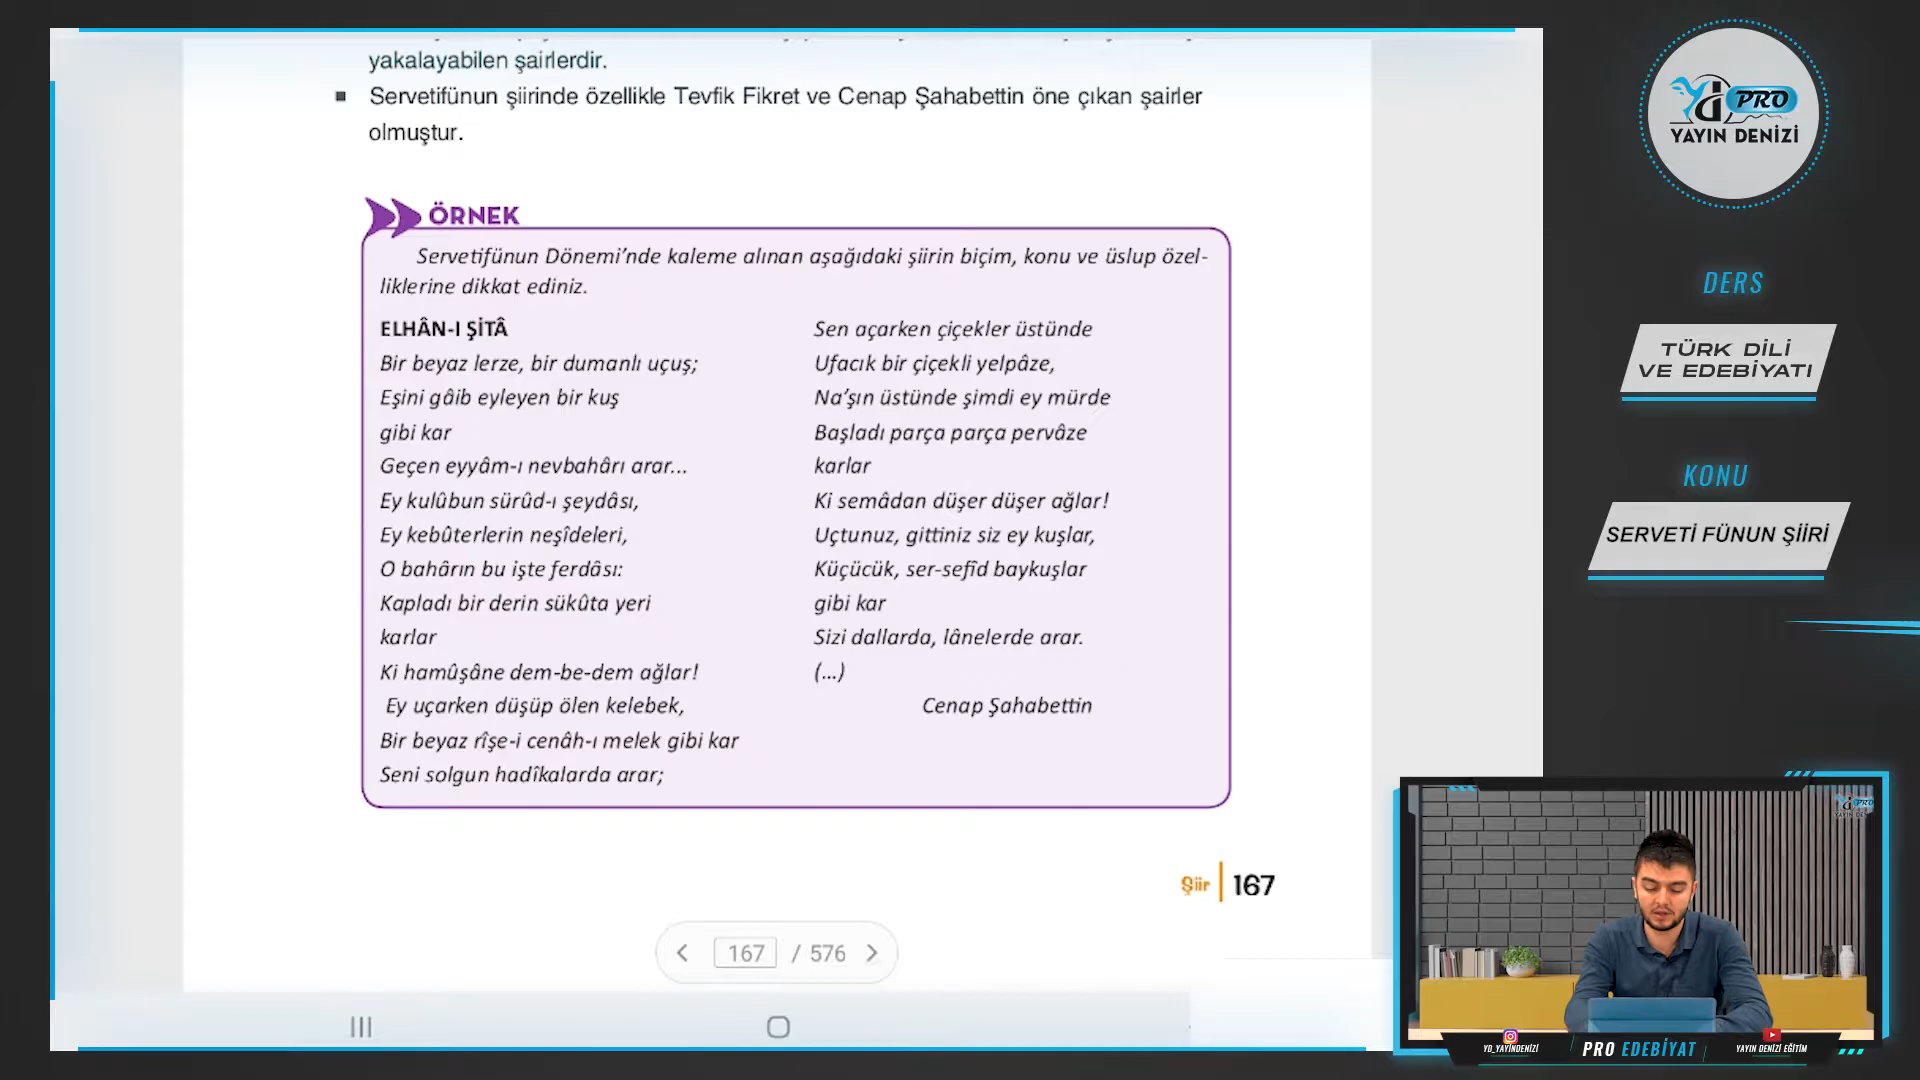 yakalayabilen şairlerdir.
▪ Servetifünun şiirinde özellikle Tevfik Fikret ve Cenap Şahabettin öne çıkan şairler
olmuştur.
ÖRNEK
Servetifünun Dönemi’nde kaleme alınan aşağıdaki şiirin biçim, konu ve üslup özel-
liklerine dikkat ediniz.
ELHÂN-I ŞİTÂ
Bir beyaz lerze, bir dumanlı uçuş;
Eşini gâib eyleyen bir kuş
gibi kar
Geçen eyyâm-ı nevbahârı arar...
Ey kulûbun sürûd-ı şeydâsı,
Ey kebûterlerin neşîdeleri,
O bahârın bu işte ferdâsı:
Kapladı bir derin sükûta yeri
karlar
Ki hamûşâne dem-be-dem ağlar!
Ey uçarken düşüp ölen kelebek,
Bir beyaz rîşe-i cenâh-ı melek gibi kar
Seni solgun hadîkalarda arar;
Sen açarken çiçekler üstünde
Ufacık bir çiçekli yelpâze,
Na’şın üstünde şimdi ey mürde
Başladı parça parça pervâze
karlar
Ki semâdan düşer düşer ağlar!
Uçtunuz, gittiniz siz ey kuşlar,
Küçücük, ser-sefîd baykuşlar
gibi kar
Sizi dallarda, lânelerde arar.
(...)
Cenap Şahabettin
Şiir 167
167 / 576
Yd PRO
YAYIN DENİZİ
DERS
TÜRK DİLİ
VE EDEBİYATI
KONU
SERVETİ FÜNUN ŞİİRİ
YD_YAYINDENIZI
PRO EDEBİYAT
YAYIN DENİZİ EĞİTİM